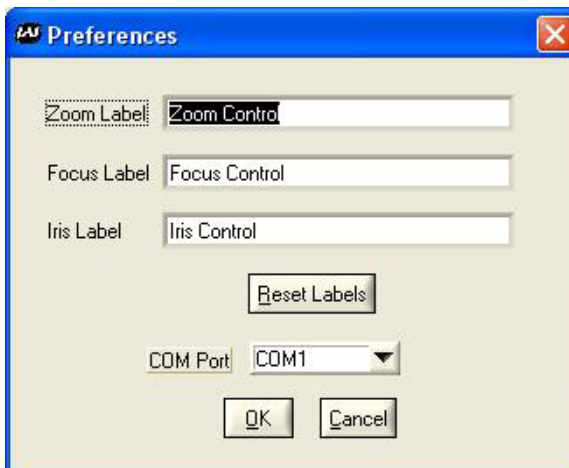 Preferences
Zoom Label Zoom Control
Focus Label Focus Control
Iris Label Iris Control
Reset Labels
COM Port COM1
OK Cancel